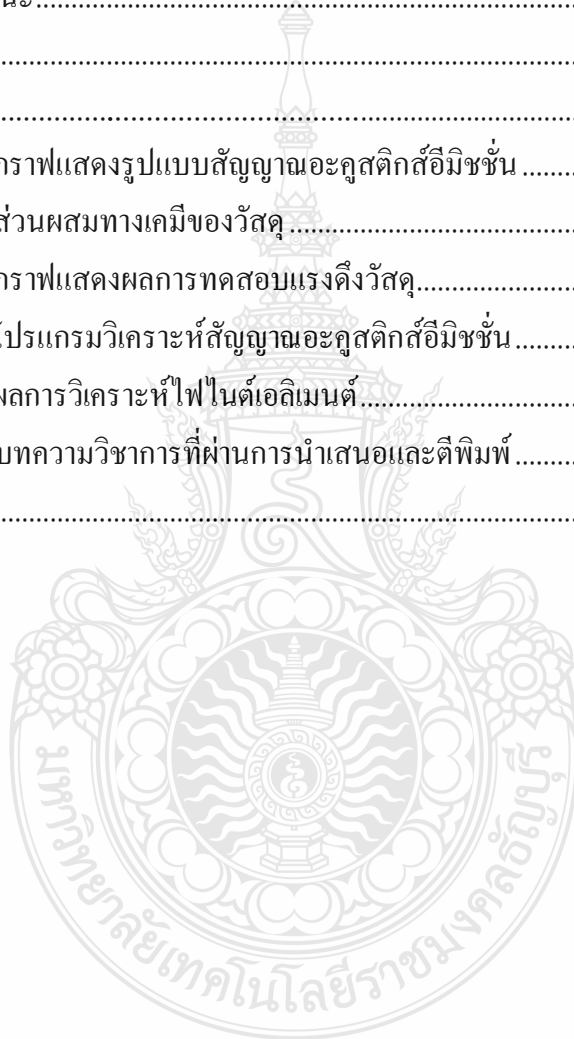 นะ................................................
................................................
................................................
กราฟแสดงรูปแบบสัญญาณอะคูสติกส์อีมิชชั่น ........
ส่วนผสมทางเคมีของวัสดุ ................................
กราฟแสดงผลการทดสอบแรงดึงวัสดุ....................
โปรแกรมวิเคราะห์สัญญาณอะคูสติกส์อีมิชชั่น ........
ผลการวิเคราะห์ไฟไนต์เอลิเมนต์..........................
บทความวิชาการที่ผ่านการนำเสนอและตีพิมพ์ .........
................................................
มหาวิทยาลัยเทคโนโลยีราชมงคลธัญบุรี